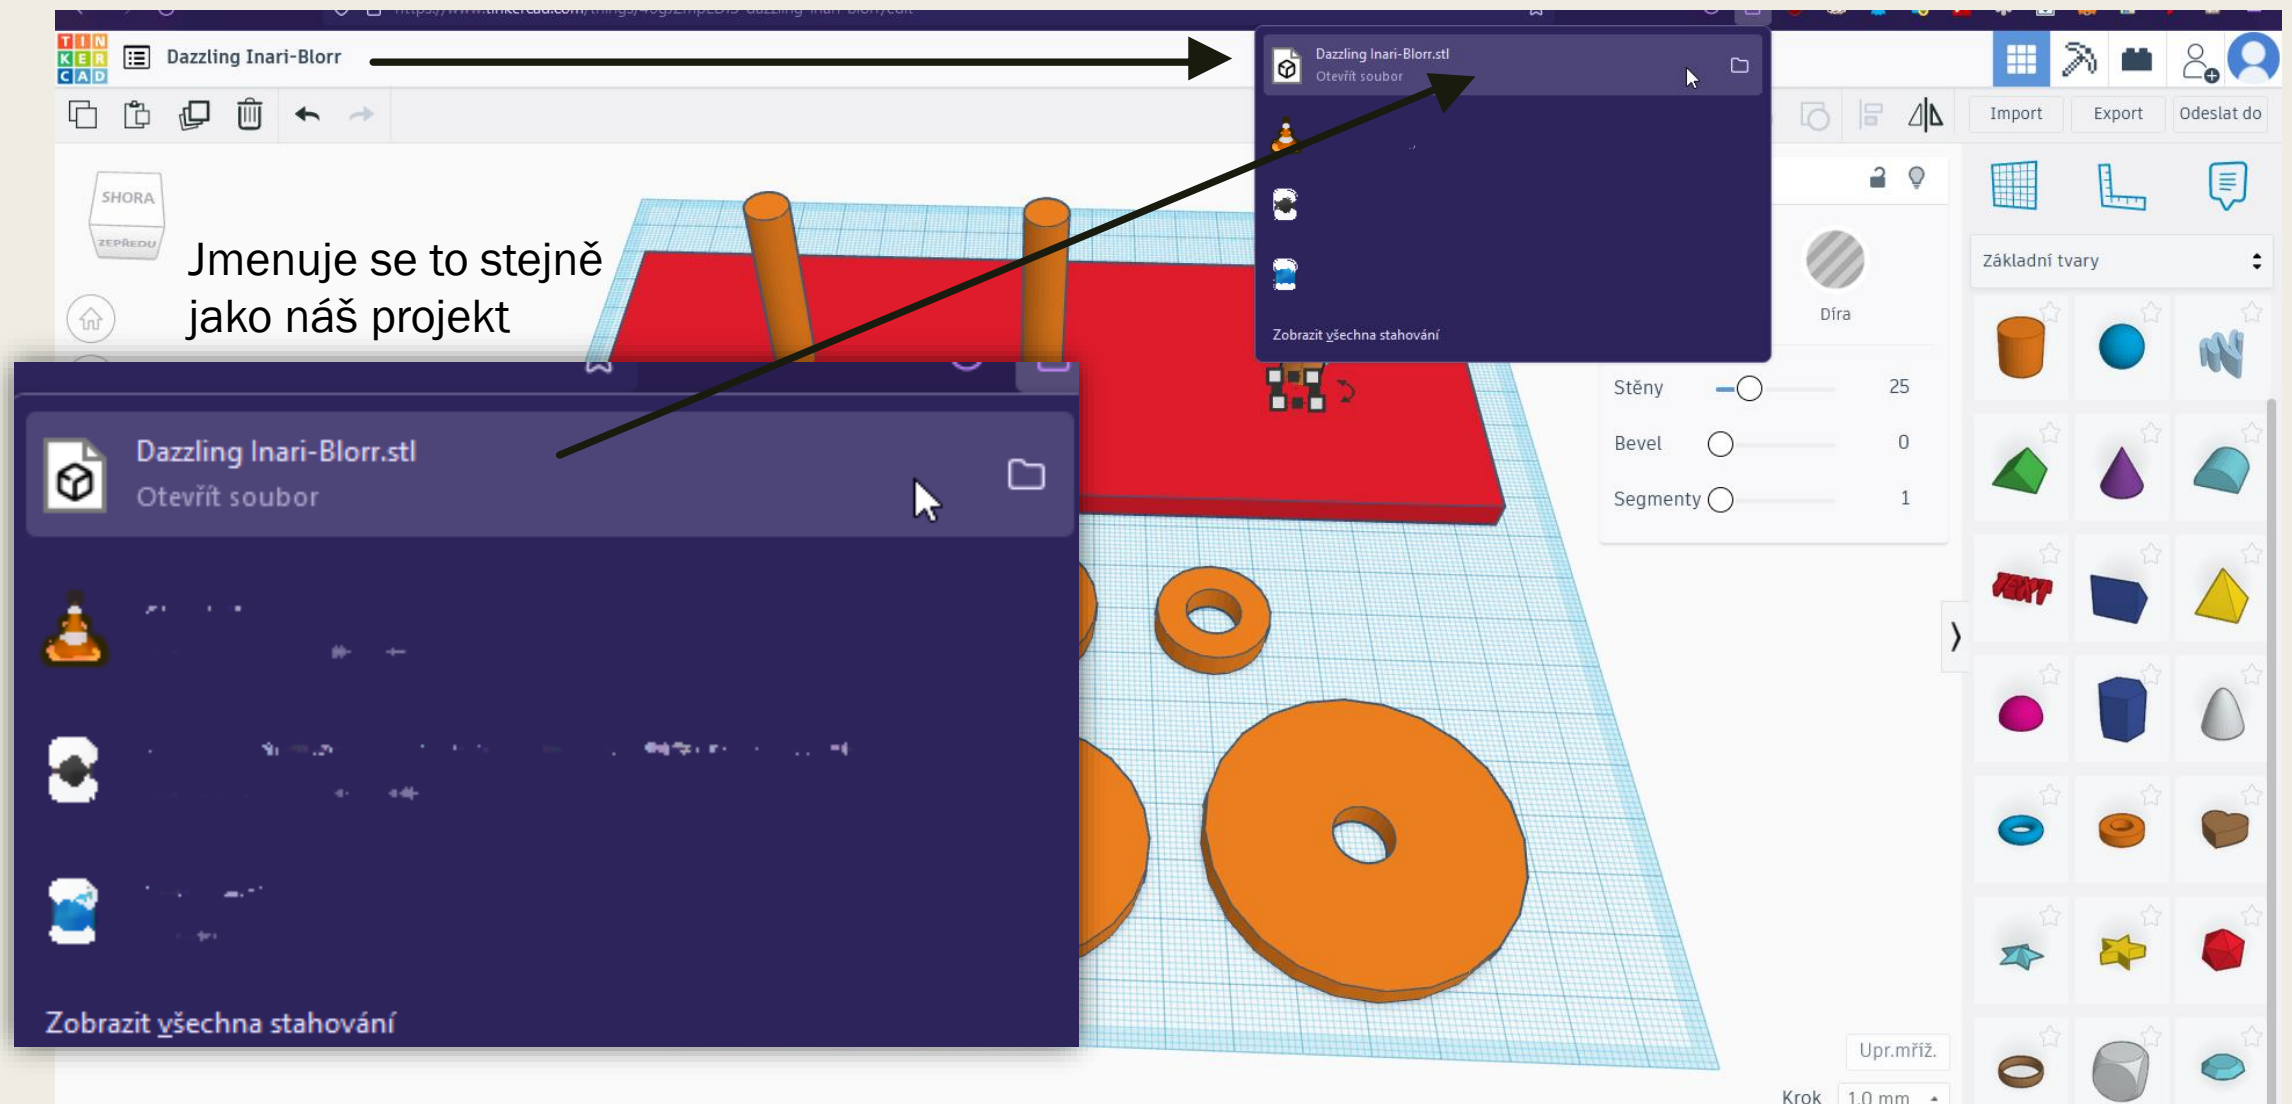 TIN
KER
CAD
Dazzling Inari-Blorr
Dazzling Inari-Blorr.stl
Otevřít soubor
Zobrazit všechna stahování
Import
Export
Odeslat do
SHORA
ZEPŘEDU
Jmenuje se to stejně
jako náš projekt
Díra
Základní tvary
Stěny 25
Bevel 0
Segmenty 1
TEXT
Dazzling Inari-Blorr.stl
Otevřít soubor
Zobrazit všechna stahování
Upr.mříž.
Krok 1.0 mm